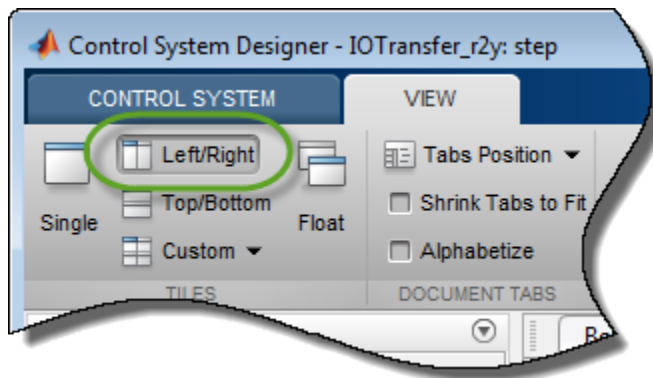 Control System Designer - IOTransfer_r2y: step
CONTROL SYSTEM
VIEW
Single
Left/Right
Top/Bottom
Custom
Float
TILES
Tabs Position
Shrink Tabs to Fit
Alphabetize
DOCUMENT TABS